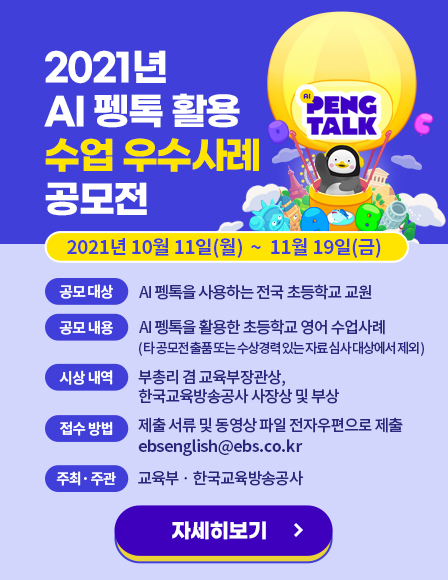 2021년
AI 펭톡 활용
수업 우수사례
공모전
AI
PENG
TALK
2021년 10월 11일(월) ~ 11월 19일(금)
공모 대상
AI 펭톡을 사용하는 전국 초등학교 교원
공모 내용
AI 펭톡을 활용한 초등학교 영어 수업사례
(타 공모전 출품 또는 수상경력 있는 자료 심사 대상에서 제외)
시상 내역
부총리 겸 교육부장관상,
한국교육방송공사 사장상 및 부상
접수 방법
제출 서류 및 동영상 파일 전자우편으로 제출
ebsenglish@ebs.co.kr
주최·주관
교육부 · 한국교육방송공사
자세히보기